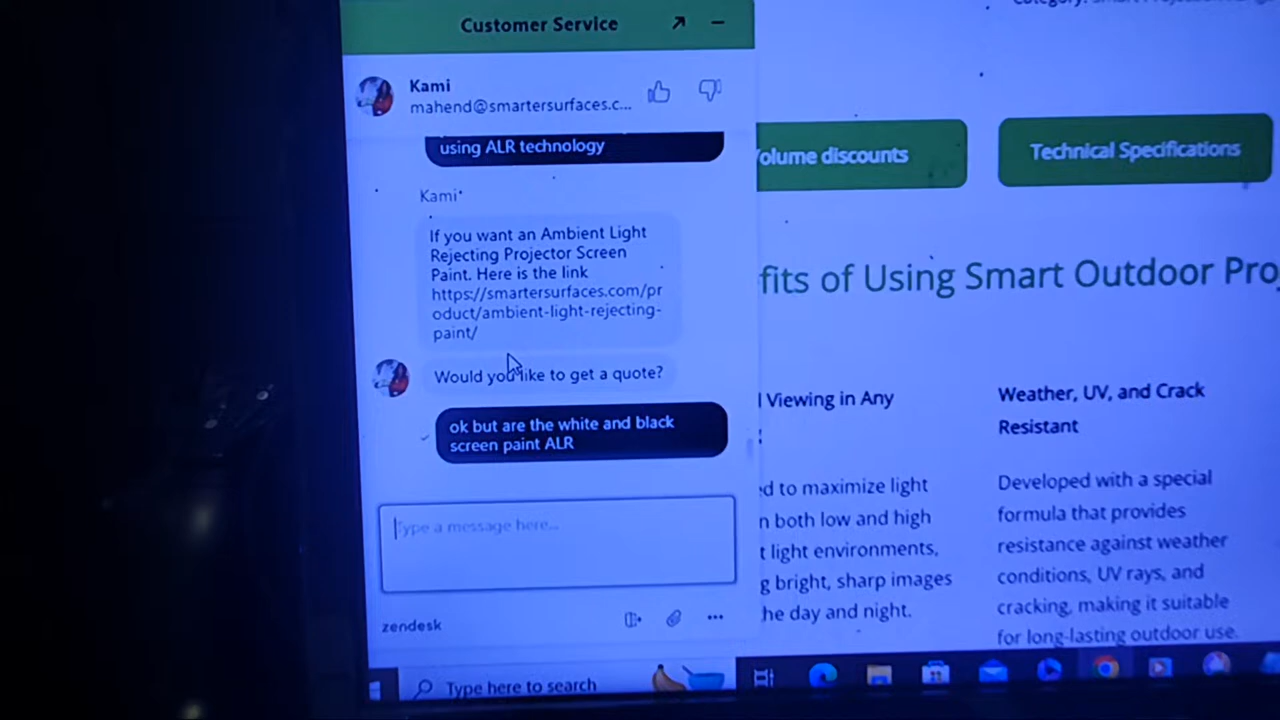 Customer Service
Kami
mahend@smartersurfaces.c...
using ALR technology
Kami
If you want an Ambient Light
Rejecting Projector Screen
Paint. Here is the link
https://smartersurfaces.com/pr
oduct/ambient-light-rejecting-
paint/
Would you like to get a quote?
ok but are the white and black
screen paint ALR
Type a message here...
zendesk
Type here to search
Volume discounts
Technical Specifications
fits of Using Smart Outdoor Pro
Viewing in Any
ed to maximize light
n both low and high
t light environments,
g bright, sharp images
he day and night.
Weather, UV, and Crack
Resistant
Developed with a special
formula that provides
resistance against weather
conditions, UV rays, and
cracking, making it suitable
for long-lasting outdoor use.